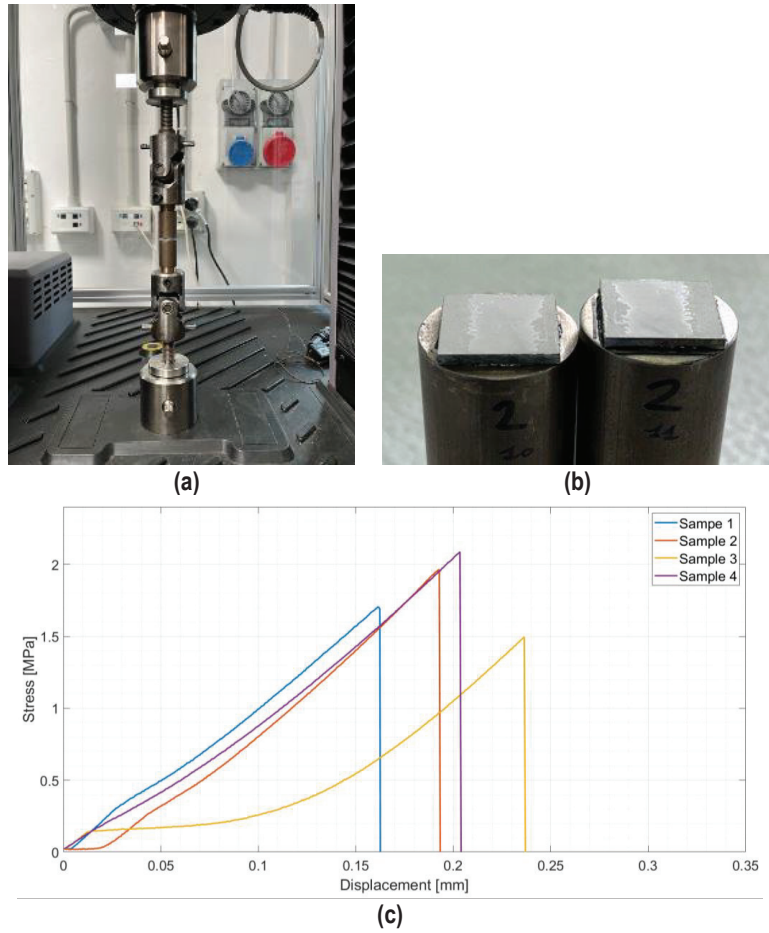 (a)
2
10
2
11
(b)
Sampe 1
Sample 2
Sample 3
Sample 4
2
1.5
1
0.5
0
Stress [MPa]
0
0.05
0.1
0.15
0.2
0.25
0.3
0.35
Displacement [mm]
(c)